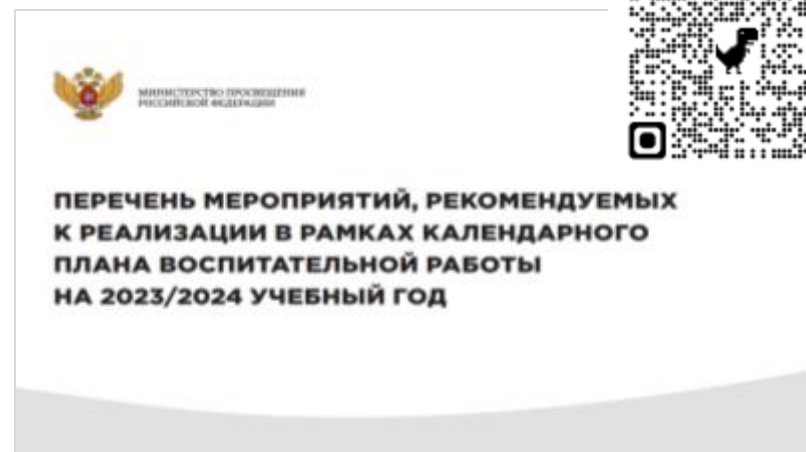 МИНИСТЕРСТВО ПРОСВЕЩЕНИЯ
РОССИЙСКОЙ ФЕДЕРАЦИИ
ПЕРЕЧЕНЬ МЕРОПРИЯТИЙ, РЕКОМЕНДУЕМЫХ
К РЕАЛИЗАЦИИ В РАМКАХ КАЛЕНДАРНОГО
ПЛАНА ВОСПИТАТЕЛЬНОЙ РАБОТЫ
НА 2023/2024 УЧЕБНЫЙ ГОД